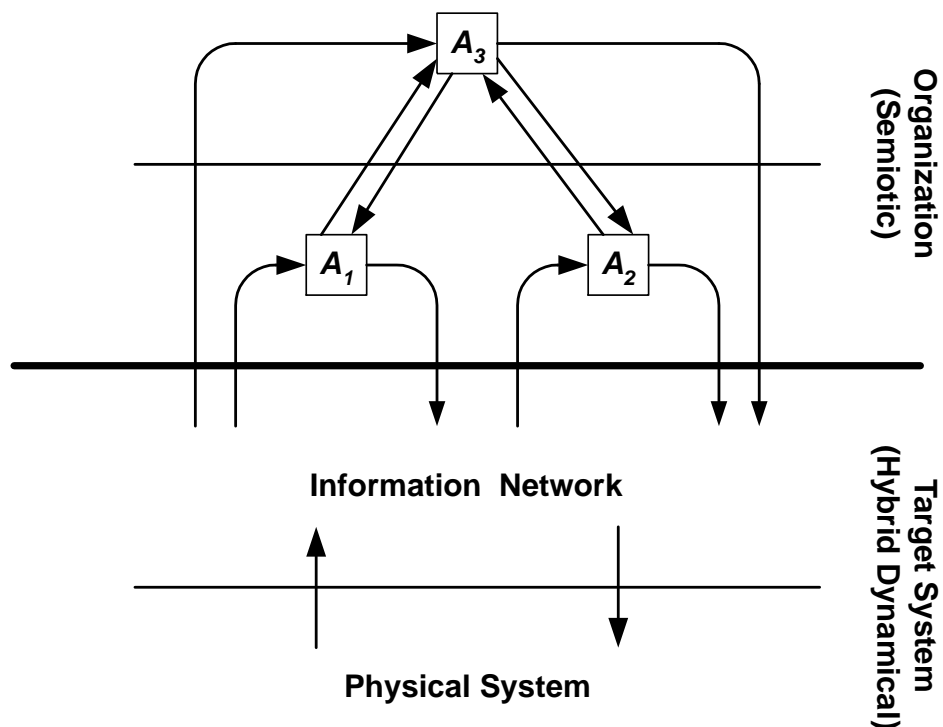 A3
Organization
(Semiotic)
A1
A2
Information Network
Target System
(Hybrid Dynamical)
Physical System